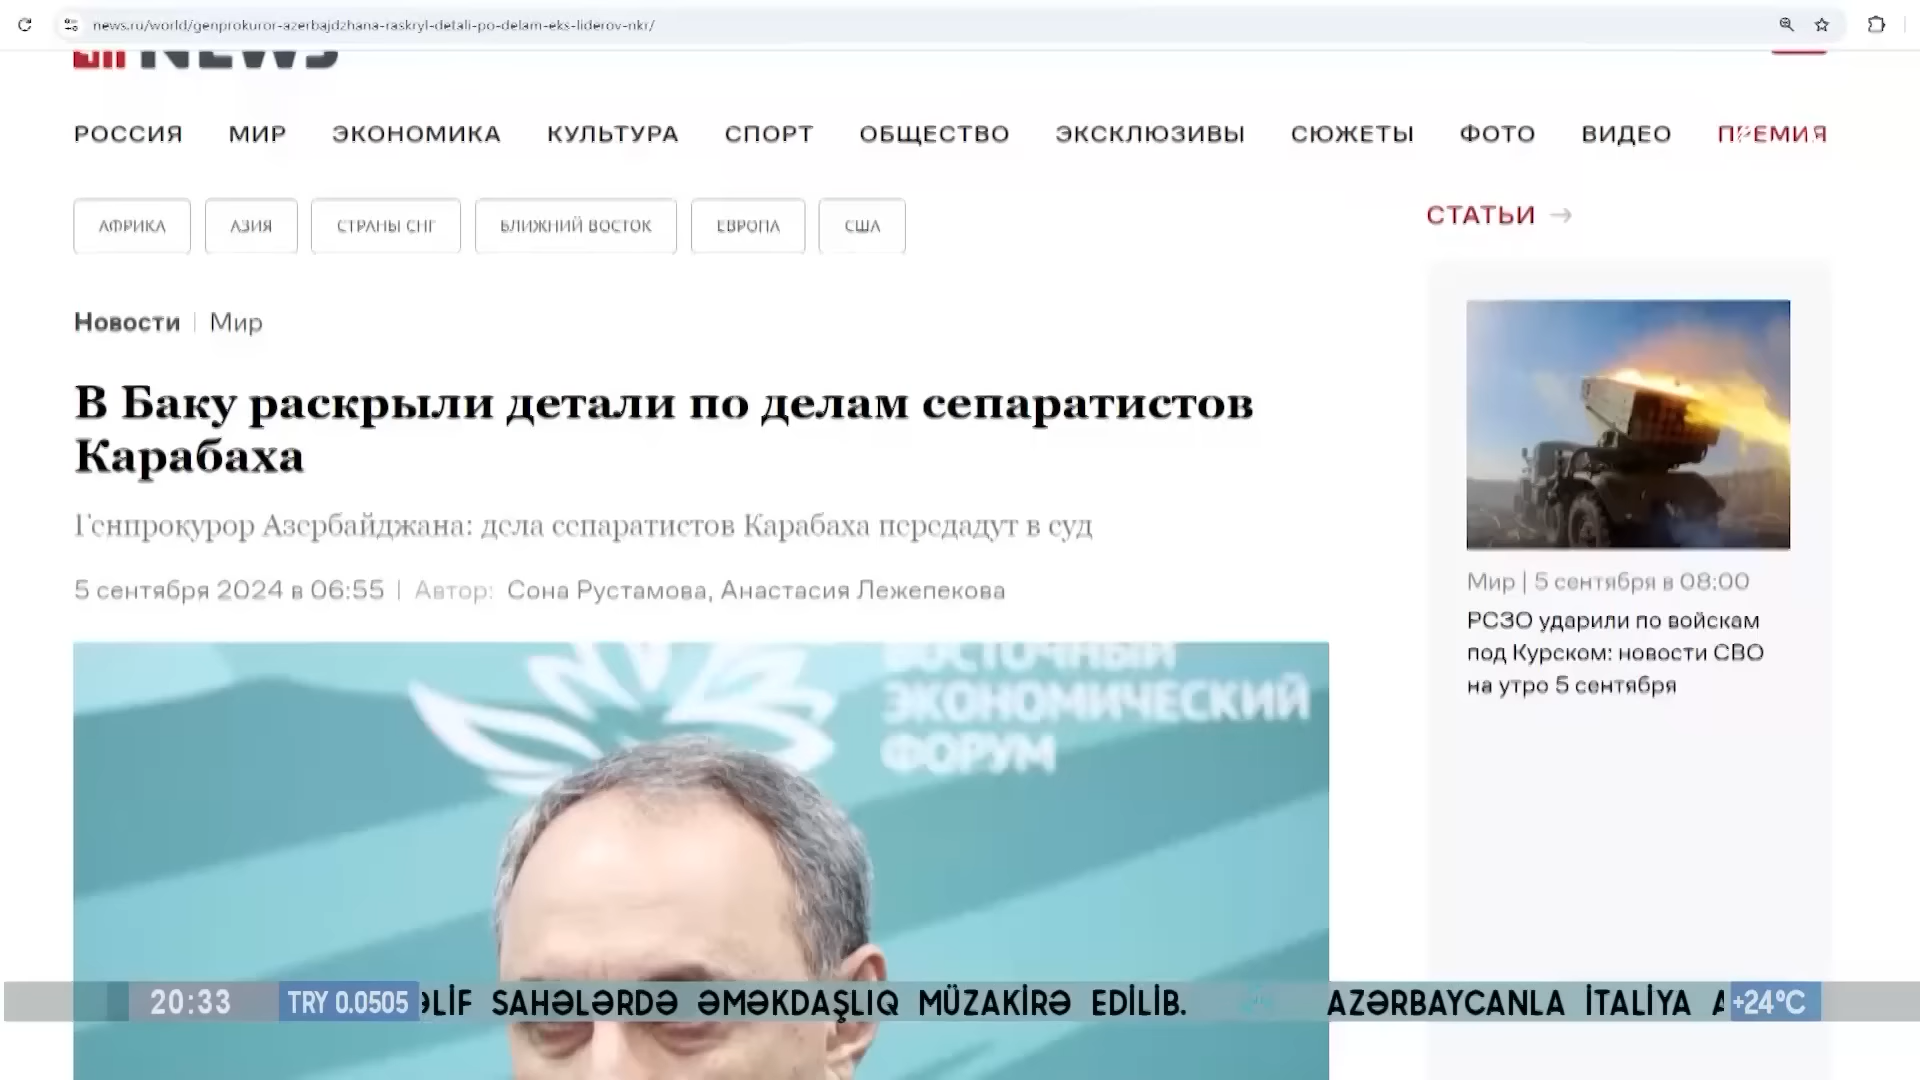 news.ru/world/genprokuror-azerbajdzhana-raskryl-detali-po-delam-eks-liderov-nkr/
NEWS
РОССИЯ МИР ЭКОНОМИКА КУЛЬТУРА СПОРТ ОБЩЕСТВО ЭКСКЛЮЗИВЫ СЮЖЕТЫ ФОТО ВИДЕО ПРЕМИЯ
АФРИКА АЗИЯ СТРАНЫ СНГ БЛИЖНИЙ ВОСТОК ЕВРОПА США
СТАТЬИ →
Новости | Мир
В Баку раскрыли детали по делам сепаратистов
Карабаха
Генпрокурор Азербайджана: дела сепаратистов Карабаха передадут в суд
5 сентября 2024 в 06:55 | Автор: Сона Рустамова, Анастасия Лежепекова
Мир | 5 сентября в 08:00
РСЗО ударили по войскам
под Курском: новости СВО
на утро 5 сентября
ВОСТОЧНЫЙ
ЭКОНОМИЧЕСКИЙ
ФОРУМ
20:33 TRY 0.0505 SAHƏLƏRDƏ ƏMƏKDAŞLIQ MÜZAKİRƏ EDİLİB. AZƏRBAYCANLA İTALİYA +24°C